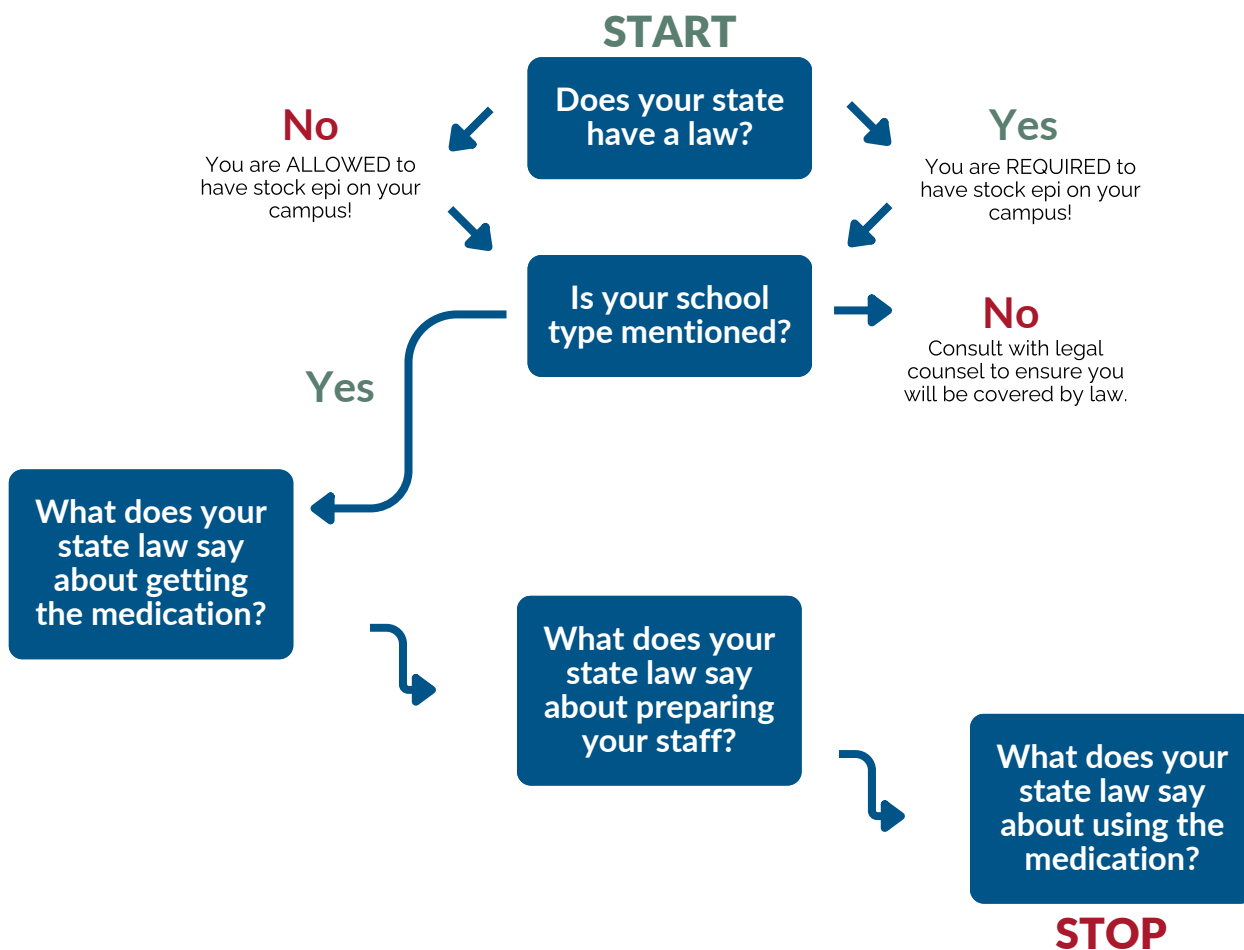 START
Does your state
have a law?
No
You are ALLOWED to
have stock epi on your
campus!
Yes
You are REQUIRED to
have stock epi on your
campus!
Is your school
type mentioned?
No
Consult with legal
counsel to ensure you
will be covered by law.
Yes
What does your
state law say
about getting
the medication?
What does your
state law say
about preparing
your staff?
What does your
state law say
about using the
medication?
STOP